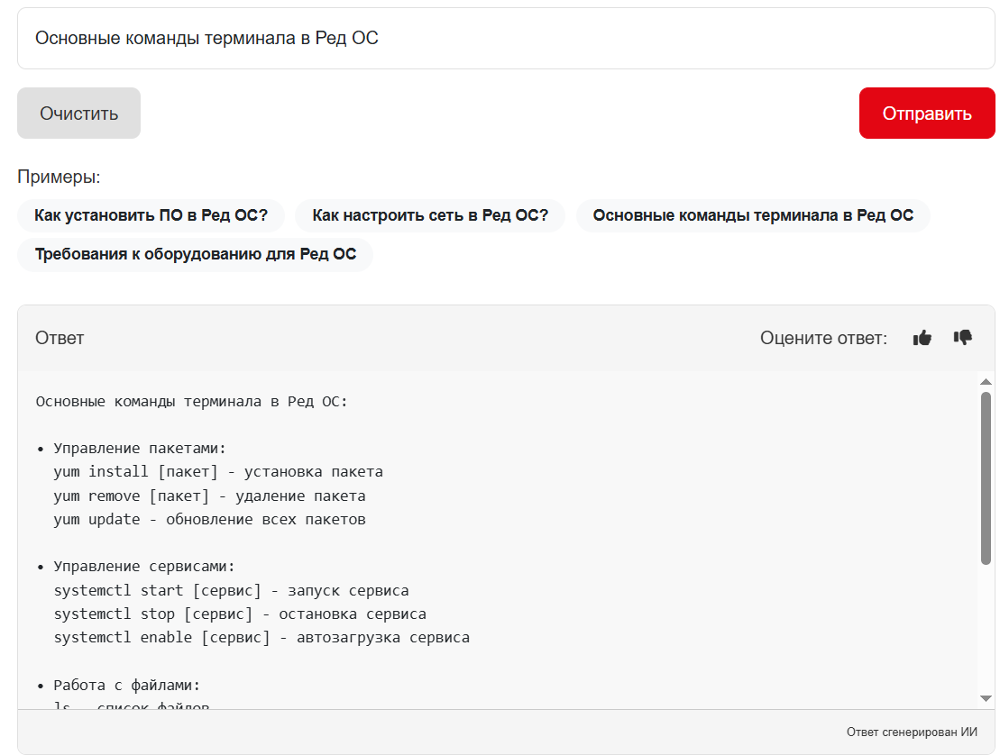 Основные команды терминала в Ред ОС
Очистить
Отправить
Примеры:
Как установить ПО в Ред ОС?
Как настроить сеть в Ред ОС?
Основные команды терминала в Ред ОС
Требования к оборудованию для Ред ОС
Ответ
Оцените ответ:
Основные команды терминала в Ред ОС:
• Управление пакетами:
yum install [пакет] - установка пакета
yum remove [пакет] - удаление пакета
yum update - обновление всех пакетов
• Управление сервисами:
systemctl start [сервис] - запуск сервиса
systemctl stop [сервис] - остановка сервиса
systemctl enable [сервис] - автозагрузка сервиса
• Работа с файлами:
ls - список файлов
Ответ сгенерирован ИИ